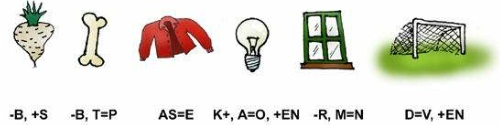 -B, +S -B, T=P AS=E K+, A=O, +EN -R, M=N D=V, +EN